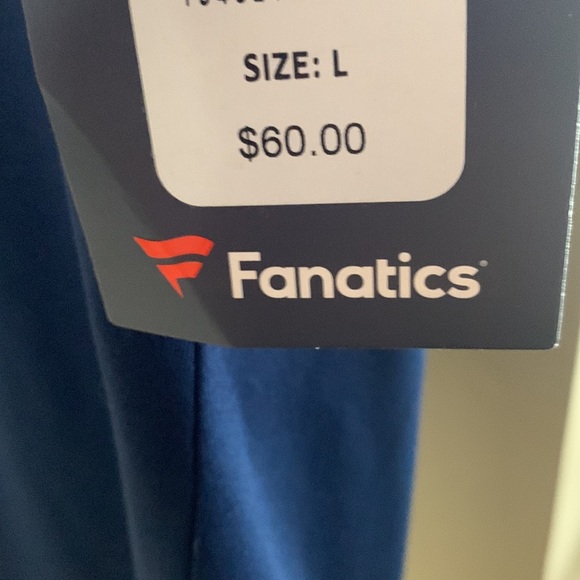 SIZE: L
$60.00
Fanatics